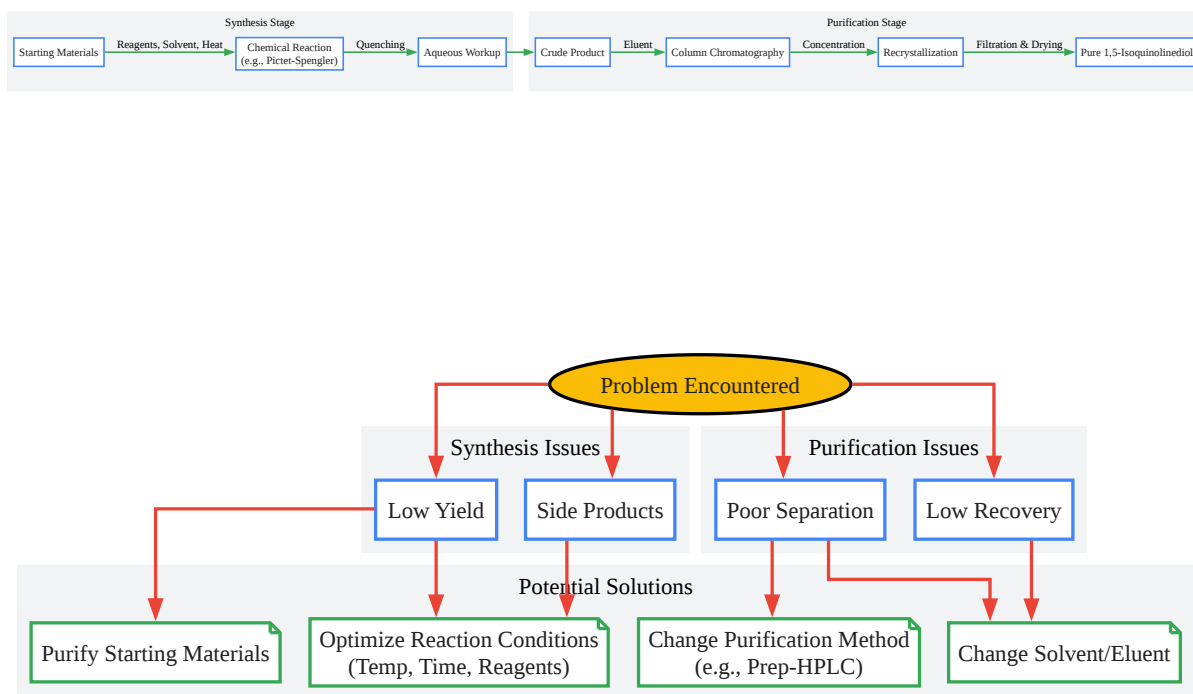 Synthesis Stage
Purification Stage
Starting Materials
Reagents, Solvent, Heat
Chemical Reaction
(e.g., Pictet-Spengler)
Quenching
Aqueous Workup
Crude Product
Eluent
Column Chromatography
Concentration
Recrystallization
Filtration & Drying
Pure 1,5-Isoquinolinediol
Problem Encountered
Synthesis Issues
Purification Issues
Low Yield
Side Products
Poor Separation
Low Recovery
Potential Solutions
Purify Starting Materials
Optimize Reaction Conditions
(Temp, Time, Reagents)
Change Purification Method
(e.g., Prep-HPLC)
Change Solvent/Eluent